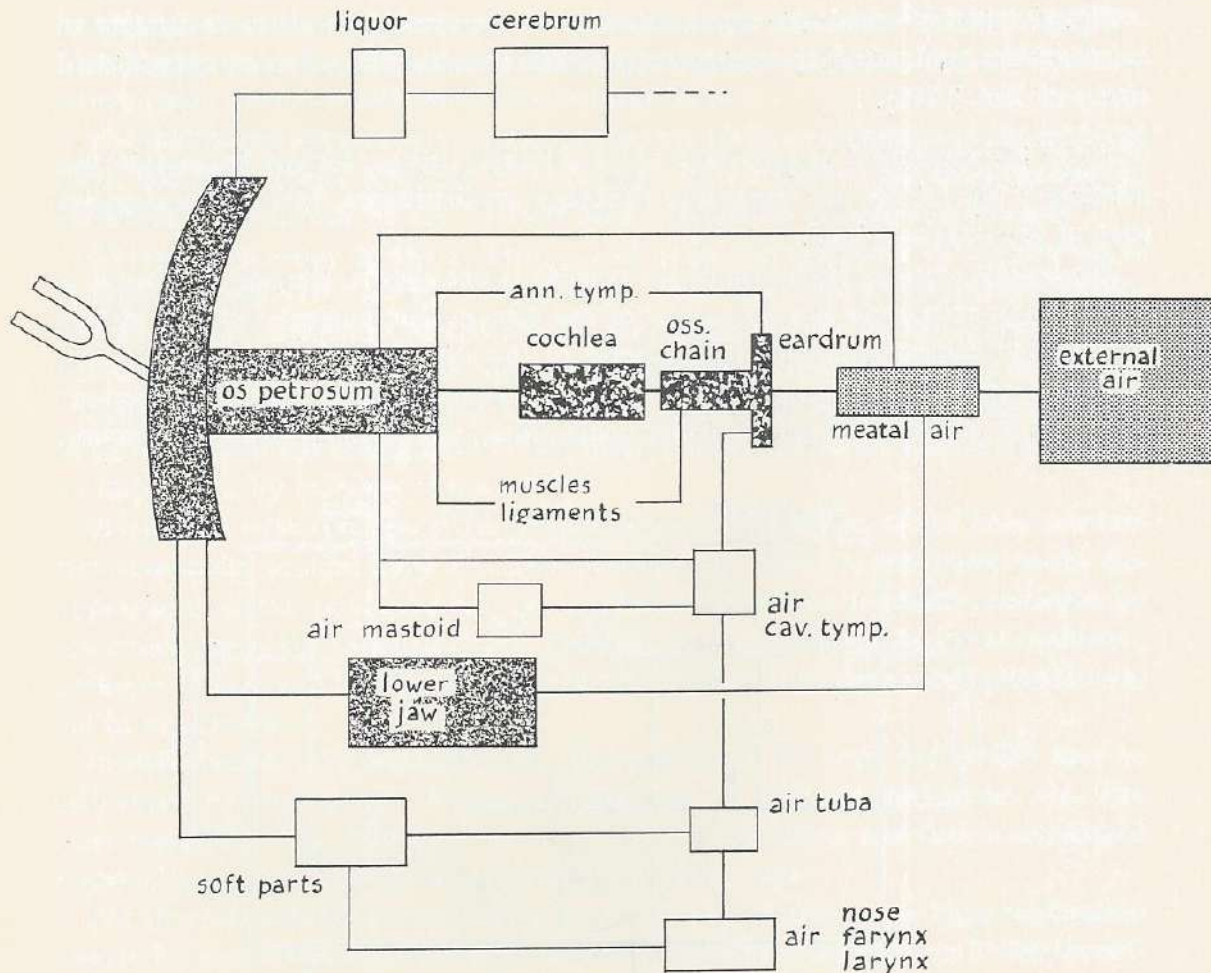 liquor
cerebrum
ann. tymp.
cochlea
oss.
chain
eardrum
external
air
os petrosum
meatal air
muscles
ligaments
air mastoid
air
cav. tymp.
lower
jaw
air tuba
soft parts
air
nose
farynx
larynx